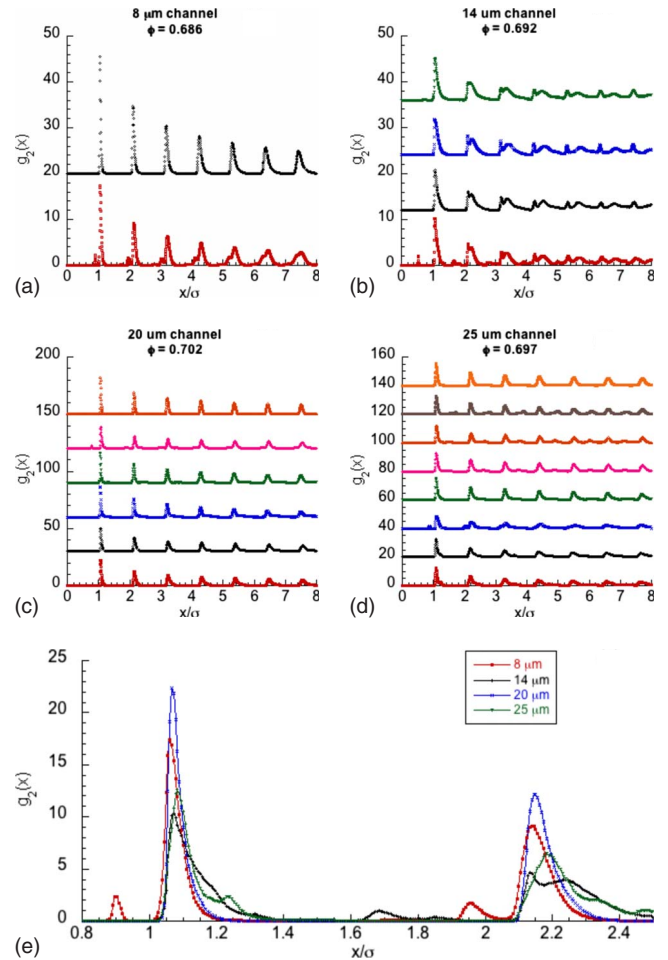 8 µm channel
ϕ = 0.686
50
40
30
20
10
0
g₂(x)
0 1 2 3 4 5 6 7 8
x/σ
(a)
14 um channel
ϕ = 0.692
50
40
30
20
10
0
g₂(x)
0 1 2 3 4 5 6 7 8
x/σ
(b)
20 um channel
ϕ = 0.702
200
150
100
50
0
g₂(x)
0 1 2 3 4 5 6 7 8
x/σ
(c)
25 um channel
ϕ = 0.697
160
140
120
100
80
60
40
20
0
g₂(x)
0 1 2 3 4 5 6 7 8
x/σ
(d)
25
20
15
10
5
0
g₂(x)
8 µm
14 µm
20 µm
25 µm
0.8 1 1.2 1.4 1.6 1.8 2 2.2 2.4
x/σ
(e)